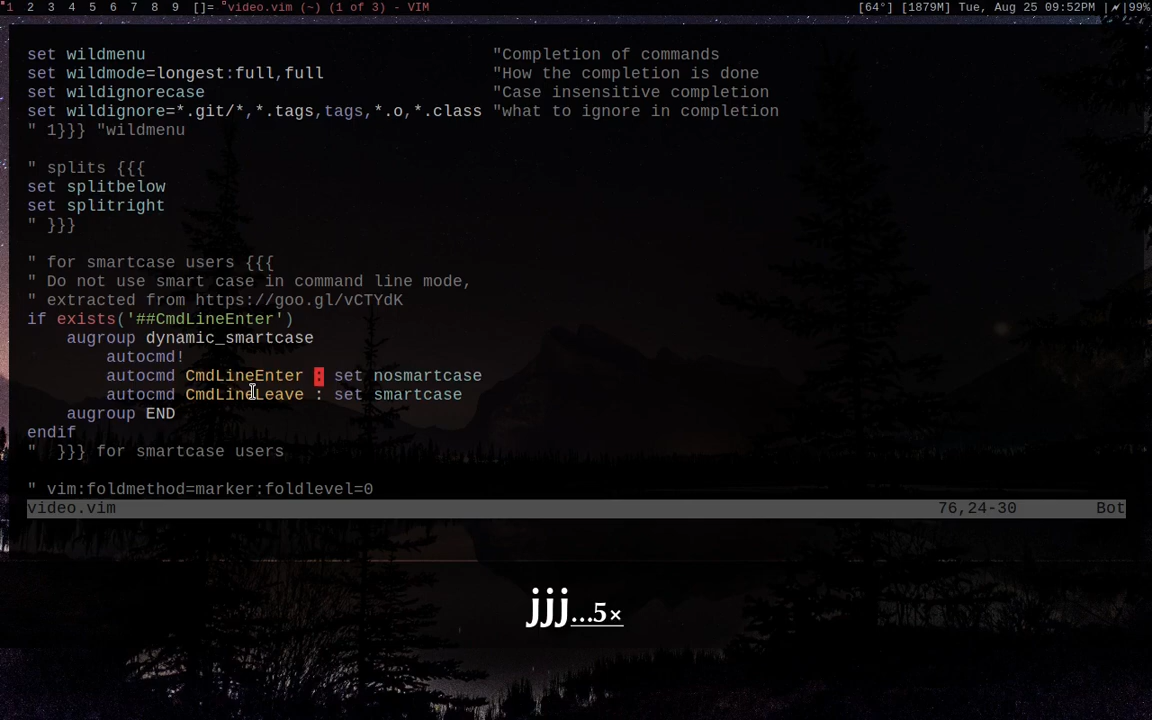 1 2 3 4 5 6 7 8 9 []= video.vim (~) (1 of 3) - VIM [64°] [1879M] Tue, Aug 25 09:52PM |⚡|99%
set wildmenu "Completion of commands
set wildmode=longest:full,full "How the completion is done
set wildignorecase "Case insensitive completion
set wildignore=*.git/*,*.tags,tags,*.o,*.class "what to ignore in completion
" 1}}} "wildmenu
" splits {{{
set splitbelow
set splitright
" }}}
" for smartcase users {{{
" Do not use smart case in command line mode,
" extracted from https://goo.gl/vCTYdK
if exists('##CmdLineEnter')
augroup dynamic_smartcase
autocmd!
autocmd CmdLineEnter : set nosmartcase
autocmd CmdLineLeave : set smartcase
augroup END
endif
"  }}} for smartcase users
" vim:foldmethod=marker:foldlevel=0
video.vim 76,24-30 Bot
jjj...5×